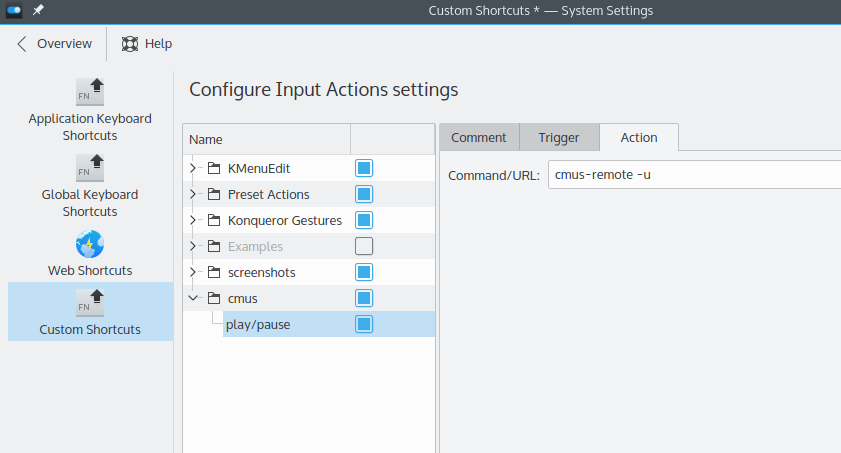 Custom Shortcuts * — System Settings
Overview
Help
FN
Application Keyboard
Shortcuts
FN
Global Keyboard
Shortcuts
Web Shortcuts
FN
Custom Shortcuts
Configure Input Actions settings
Name
KMenuEdit
Preset Actions
Konqueror Gestures
Examples
screenshots
cmus
play/pause
Comment
Trigger
Action
Command/URL:
cmus-remote -u